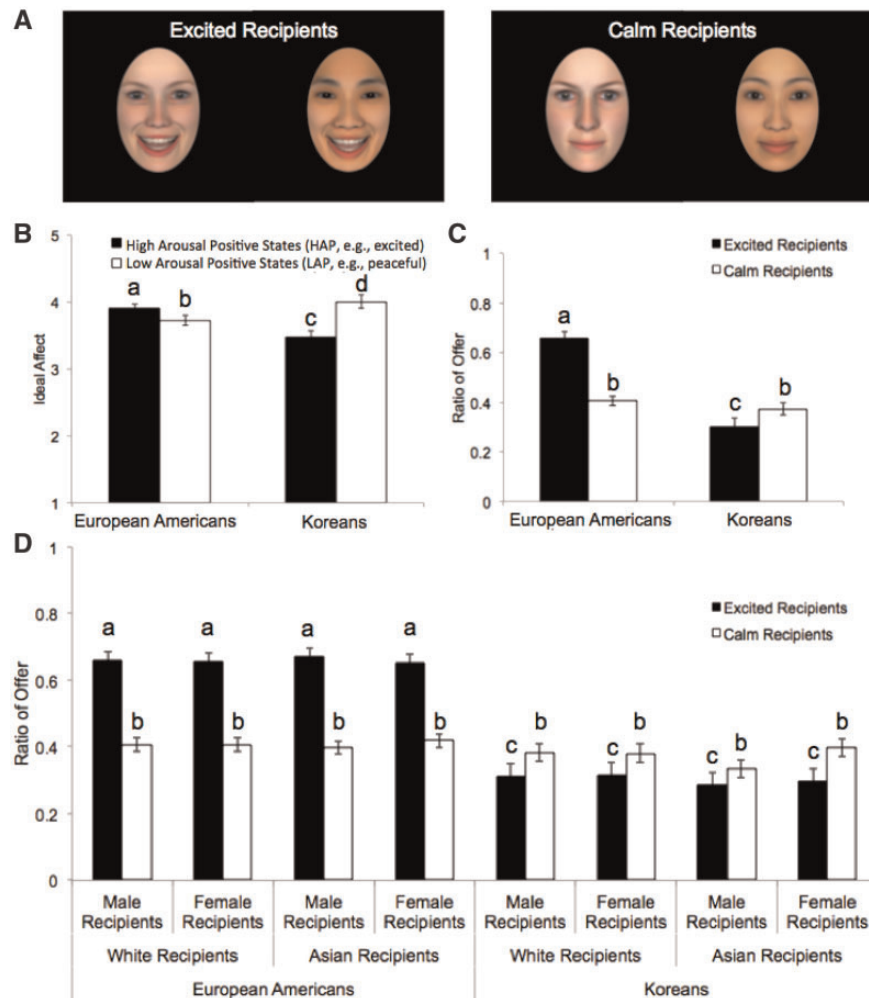 A
Excited Recipients
Calm Recipients
B
5
4
3
2
1
Ideal Affect
High Arousal Positive States (HAP, e.g., excited)
Low Arousal Positive States (LAP, e.g., peaceful)
a
b
c
d
European Americans
Koreans
C
1
0.8
0.6
0.4
0.2
0
Ratio of Offer
Excited Recipients
Calm Recipients
a
b
c
b
European Americans
Koreans
D
1
0.8
0.6
0.4
0.2
0
Ratio of Offer
Excited Recipients
Calm Recipients
a
b
a
b
a
b
a
b
c
b
c
b
c
b
c
b
Male Recipients
Female Recipients
Male Recipients
Female Recipients
Male Recipients
Female Recipients
Male Recipients
Female Recipients
White Recipients
Asian Recipients
White Recipients
Asian Recipients
European Americans
Koreans